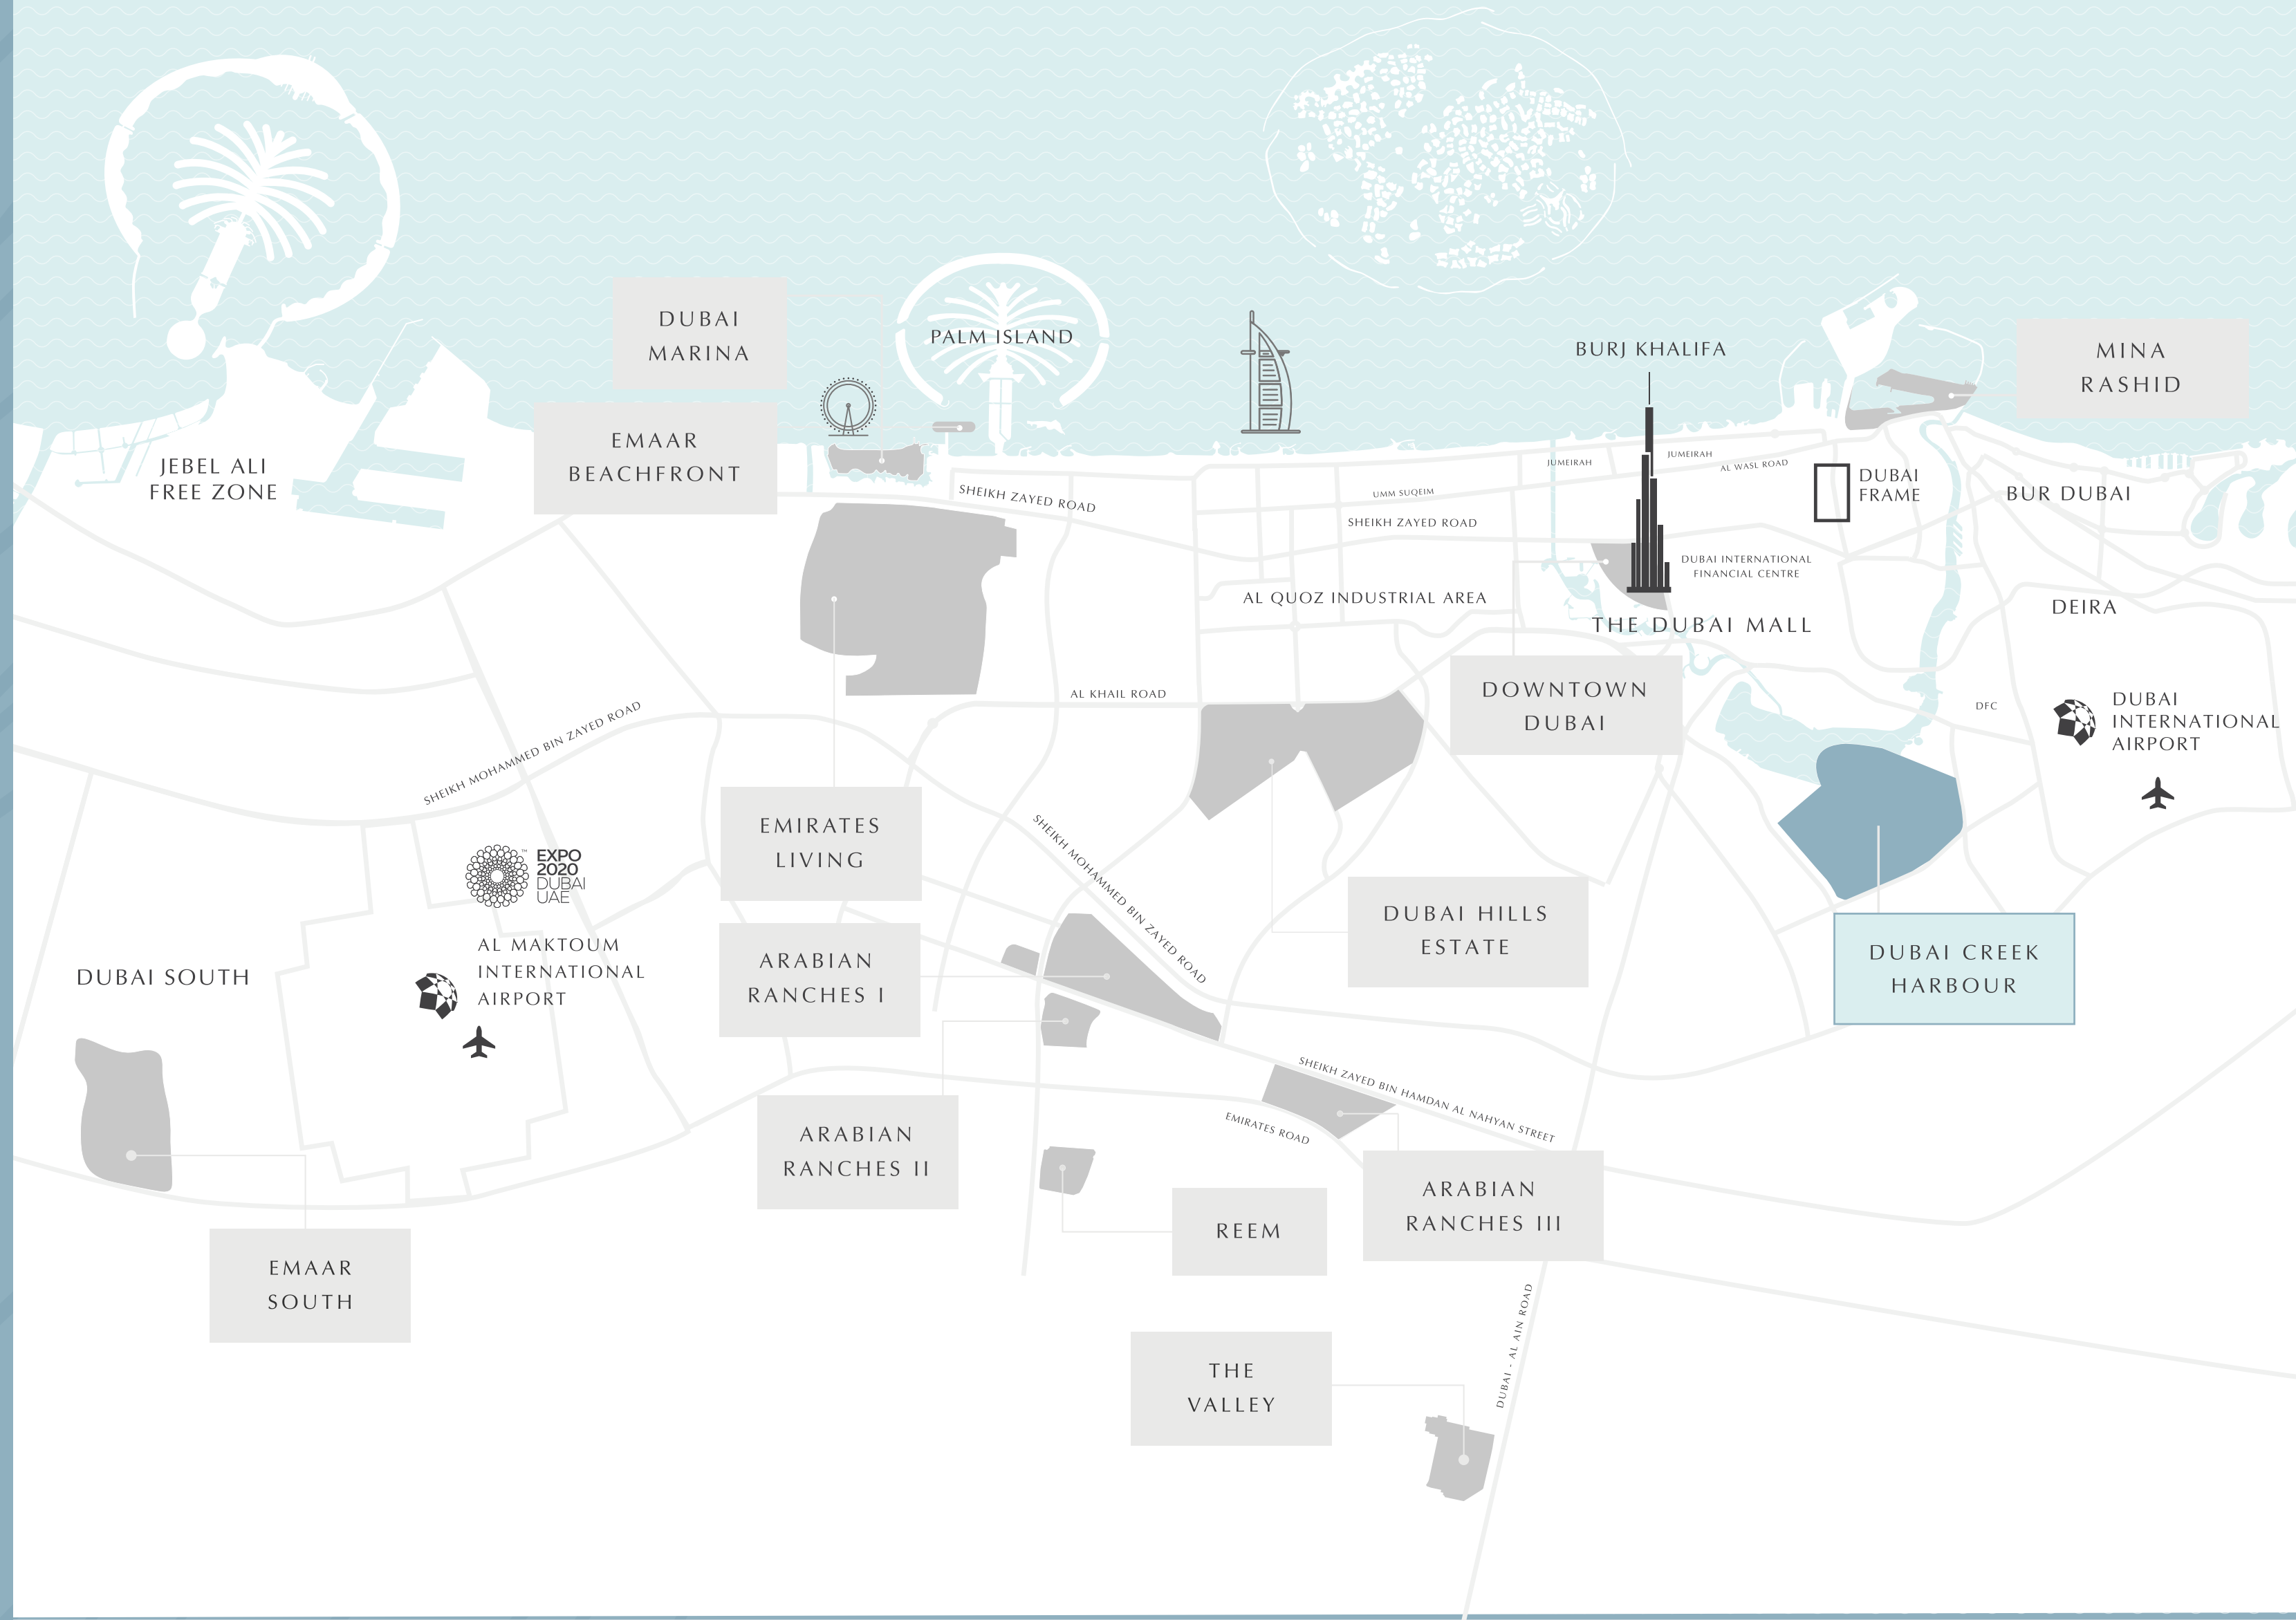 DUBAI
MARINA
PALM ISLAND
BURJ KHALIFA
MINA
RASHID
EMAAR
BEACHFRONT
JEBEL ALI
FREE ZONE
SHEIKH ZAYED ROAD
UMM SUQEIM
SHEIKH ZAYED ROAD
JUMEIRAH
JUMEIRAH
AL WASL ROAD
DUBAI
FRAME
BUR DUBAI
DUBAI INTERNATIONAL
FINANCIAL CENTRE
AL QUOZ INDUSTRIAL AREA
THE DUBAI MALL
DEIRA
DOWNTOWN
DUBAI
AL KHAIL ROAD
DFC
DUBAI
INTERNATIONAL
AIRPORT
SHEIKH MOHAMMED BIN ZAYED ROAD
EMIRATES
LIVING
SHEIKH MOHAMMED BIN ZAYED ROAD
EXPO
2020
DUBAI
UAE
TM
DUBAI HILLS
ESTATE
DUBAI CREEK
HARBOUR
AL MAKTOUM
INTERNATIONAL
AIRPORT
DUBAI SOUTH
ARABIAN
RANCHES I
SHEIKH ZAYED BIN HAMDAN AL NAHYAN STREET
EMIRATES ROAD
ARABIAN
RANCHES II
ARABIAN
RANCHES III
REEM
EMAAR
SOUTH
THE
VALLEY
DUBAI - AL AIN ROAD